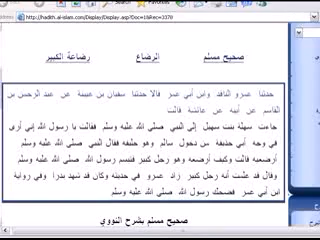 Search Favorites
http://hadith.al-islam.com/Display/Display.asp?Doc=1&Rec=3378
صحيح مسلم الرضاع رضاعة الكبير
حدثنا عمرو الناقد وابن أبي عمر قالا حدثنا سفيان بن عيينة عن عبد الرحمن بن
القاسم عن أبيه عن عائشة قالت
جاءت سهلة بنت سهيل إلى النبي صلى الله عليه وسلم فقالت يا رسول الله إني أرى
في وجه أبي حذيفة من دخول سالم وهو حليفه فقال النبي صلى الله عليه وسلم
أرضعيه قالت وكيف أرضعه وهو رجل كبير فتبسم رسول الله صلى الله عليه وسلم
وقال قد علمت أنه رجل كبير زاد عمرو في حديثه وكان قد شهد بدرا وفي رواية
ابن أبي عمر فضحك رسول الله صلى الله عليه وسلم
صحيح مسلم بشرح النووي